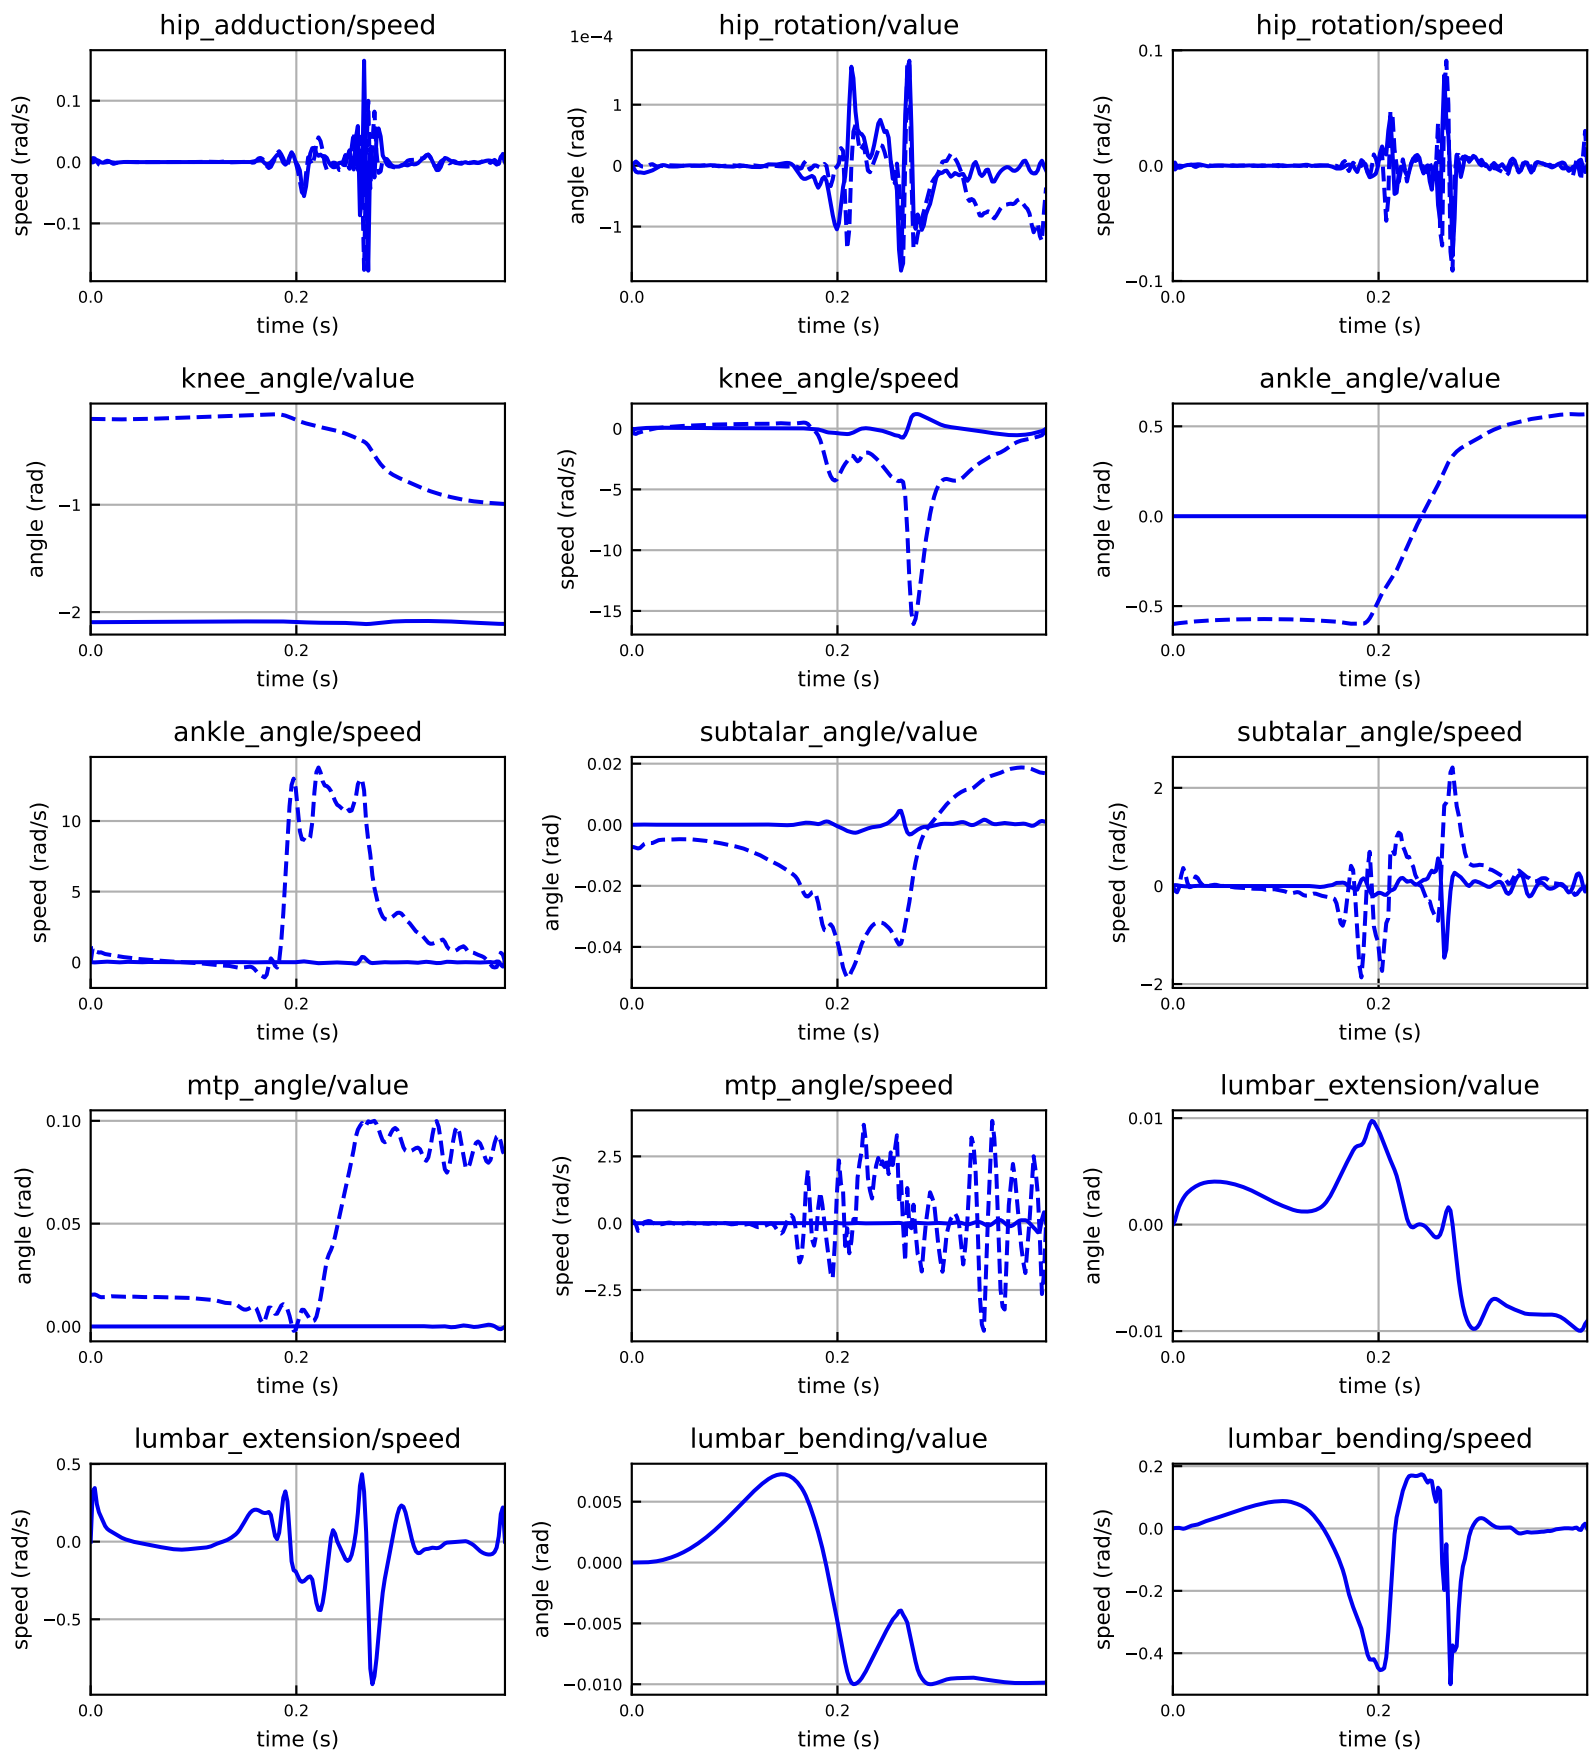 hip_adduction/speed
speed (rad/s)
0.1
0.0
−0.1
0.0
0.2
time (s)
hip_rotation/value
1e−4
angle (rad)
1
0
−1
0.0
0.2
time (s)
hip_rotation/speed
speed (rad/s)
0.1
0.0
−0.1
0.0
0.2
time (s)
knee_angle/value
angle (rad)
−1
−2
0.0
0.2
time (s)
knee_angle/speed
speed (rad/s)
0
−5
−10
−15
0.0
0.2
time (s)
ankle_angle/value
angle (rad)
0.5
0.0
−0.5
0.0
0.2
time (s)
ankle_angle/speed
speed (rad/s)
10
5
0
0.0
0.2
time (s)
subtalar_angle/value
angle (rad)
0.02
0.00
−0.02
−0.04
0.0
0.2
time (s)
subtalar_angle/speed
speed (rad/s)
2
0
−2
0.0
0.2
time (s)
mtp_angle/value
angle (rad)
0.10
0.05
0.00
0.0
0.2
time (s)
mtp_angle/speed
speed (rad/s)
2.5
0.0
−2.5
0.0
0.2
time (s)
lumbar_extension/value
angle (rad)
0.01
0.00
−0.01
0.0
0.2
time (s)
lumbar_extension/speed
speed (rad/s)
0.5
0.0
−0.5
0.0
0.2
time (s)
lumbar_bending/value
angle (rad)
0.005
0.000
−0.005
−0.010
0.0
0.2
time (s)
lumbar_bending/speed
speed (rad/s)
0.2
0.0
−0.2
−0.4
0.0
0.2
time (s)